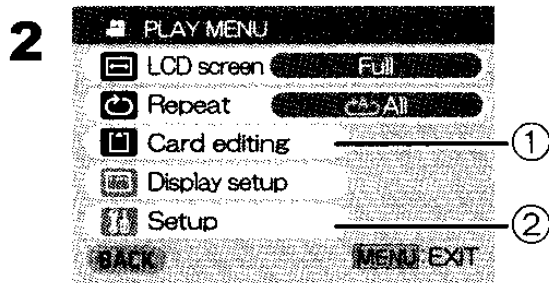 2
PLAY MENU
LCD screen Full
Repeat All
Card editing ①
Display setup
Setup ②
BACK MENU EXIT